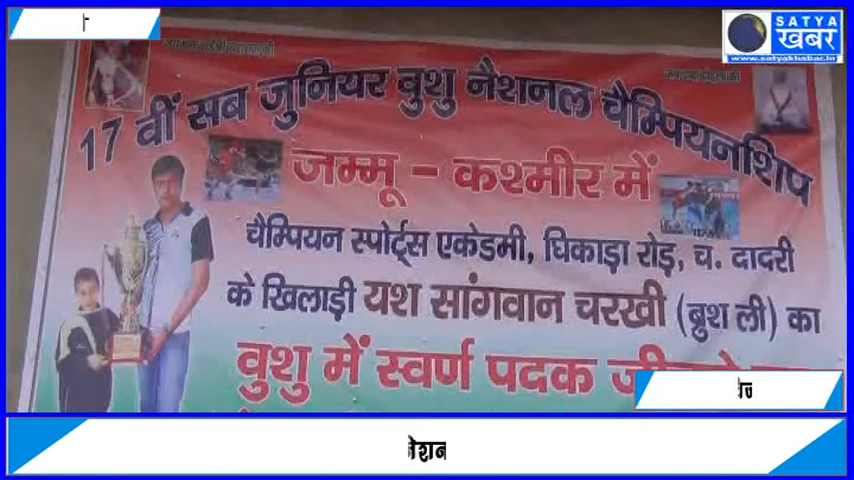 SATYA
खबर
www.satyakhabar.in
17 वीं सब जुनियर वुशु नेशनल चैम्पियनशिप
जम्मू - कश्मीर में
चैम्पियन स्पोर्ट्स एकेडमी, घिकाड़ा रोड़, च. दादरी
के खिलाड़ी यश सांगवान चरखी (ब्रुश ली) का
वुशु में स्वर्ण पदक
नेशन